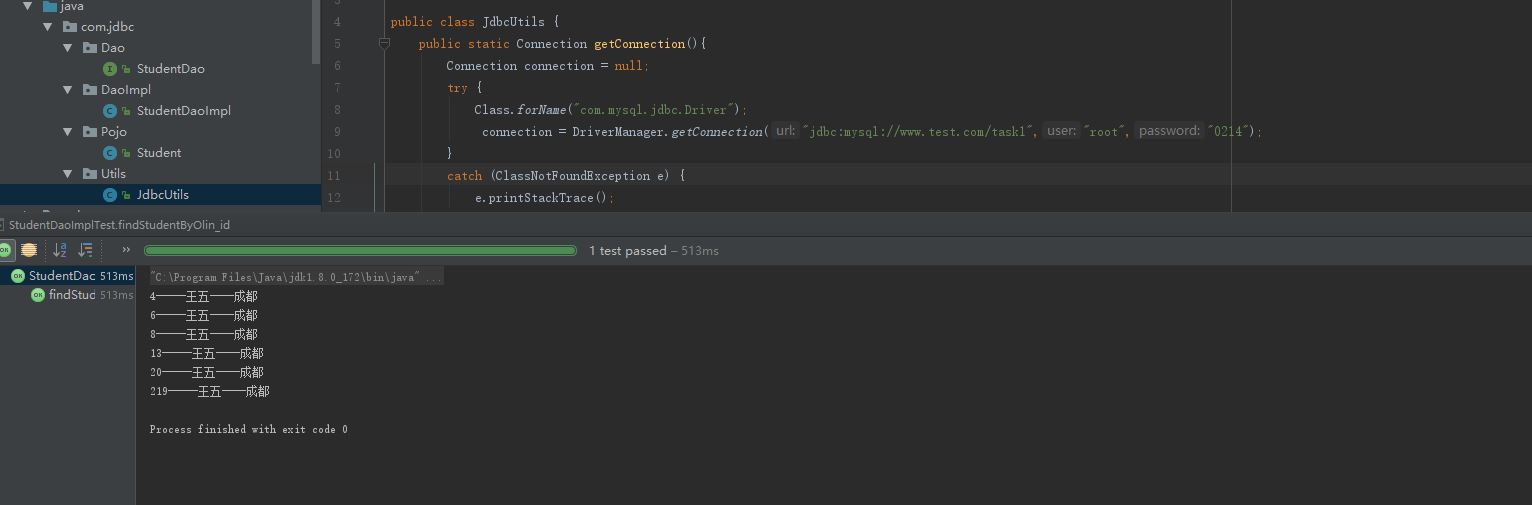 java
com.jdbc
Dao
StudentDao
DaoImpl
StudentDaoImpl
Pojo
Student
Utils
JdbcUtils
4 public class JdbcUtils {
5 public static Connection getConnection(){
6 Connection connection = null;
7 try {
8 Class.forName("com.mysql.jdbc.Driver");
9 connection = DriverManager.getConnection( url: "jdbc:mysql://www.test.com/task1", user: "root", password: "0214");
10 }
11 catch (ClassNotFoundException e) {
12 e.printStackTrace();
StudentDaoImplTest.findStudentByOlin_id
» 1 test passed – 513ms
StudentDac 513ms
findStud 513ms
"C:\Program Files\Java\jdk1.8.0_172\bin\java" ...
4-----王五----成都
6-----王五----成都
8-----王五----成都
13-----王五----成都
20-----王五----成都
219-----王五----成都
Process finished with exit code 0